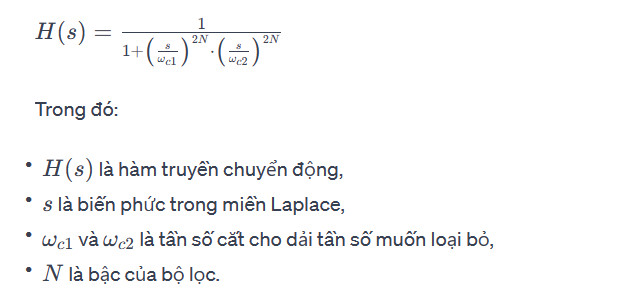 H(s) = \frac{1}{1+\left(\frac{s}{\omega_{c1}}\right)^{2N} \cdot \left(\frac{s}{\omega_{c2}}\right)^{2N}}
Trong đó:
• H(s) là hàm truyền chuyển động,
• s là biến phức trong miền Laplace,
• ω_{c1} và ω_{c2} là tần số cắt cho dải tần số muốn loại bỏ,
• N là bậc của bộ lọc.